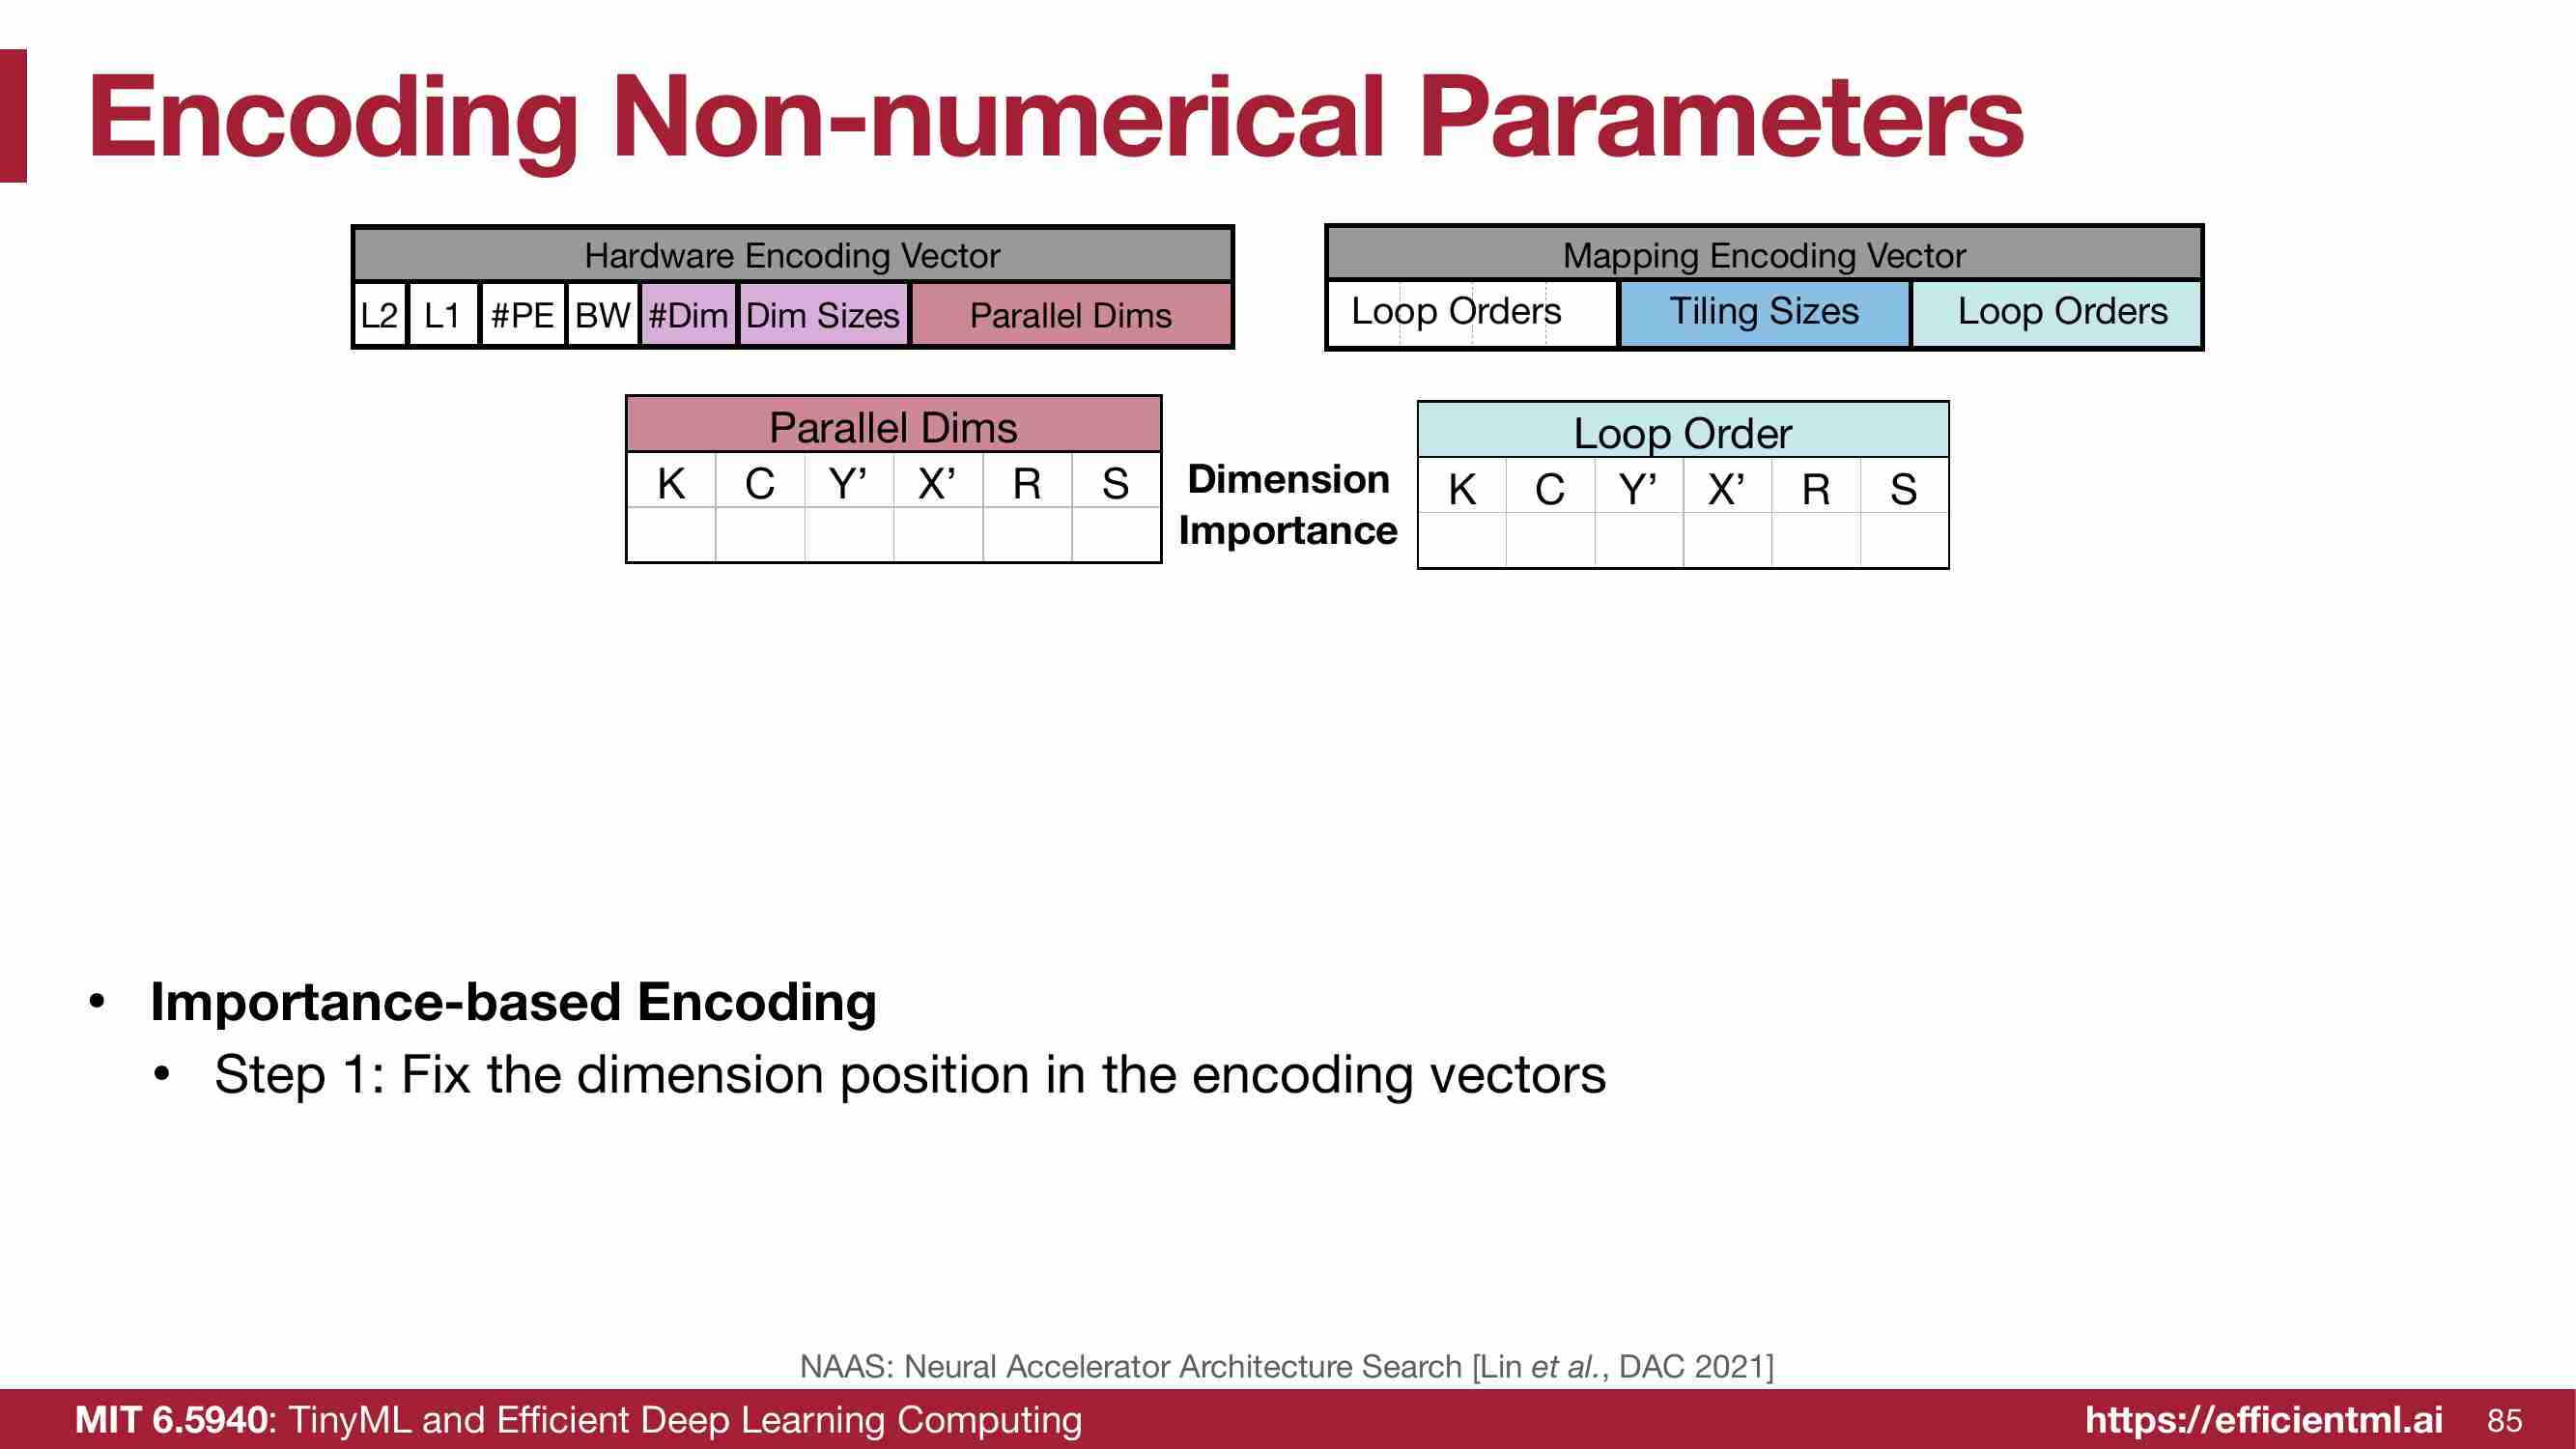 Encoding Non-numerical Parameters
Hardware Encoding Vector
L2 L1 #PE BW #Dim Dim Sizes Parallel Dims
Mapping Encoding Vector
Loop Orders Tiling Sizes Loop Orders
Parallel Dims
K C Y’ X’ R S
Dimension
Importance
Loop Order
K C Y’ X’ R S
• Importance-based Encoding
• Step 1: Fix the dimension position in the encoding vectors
NAAS: Neural Accelerator Architecture Search [Lin et al., DAC 2021]
MIT 6.5940: TinyML and Efficient Deep Learning Computing
https://efficientml.ai 85